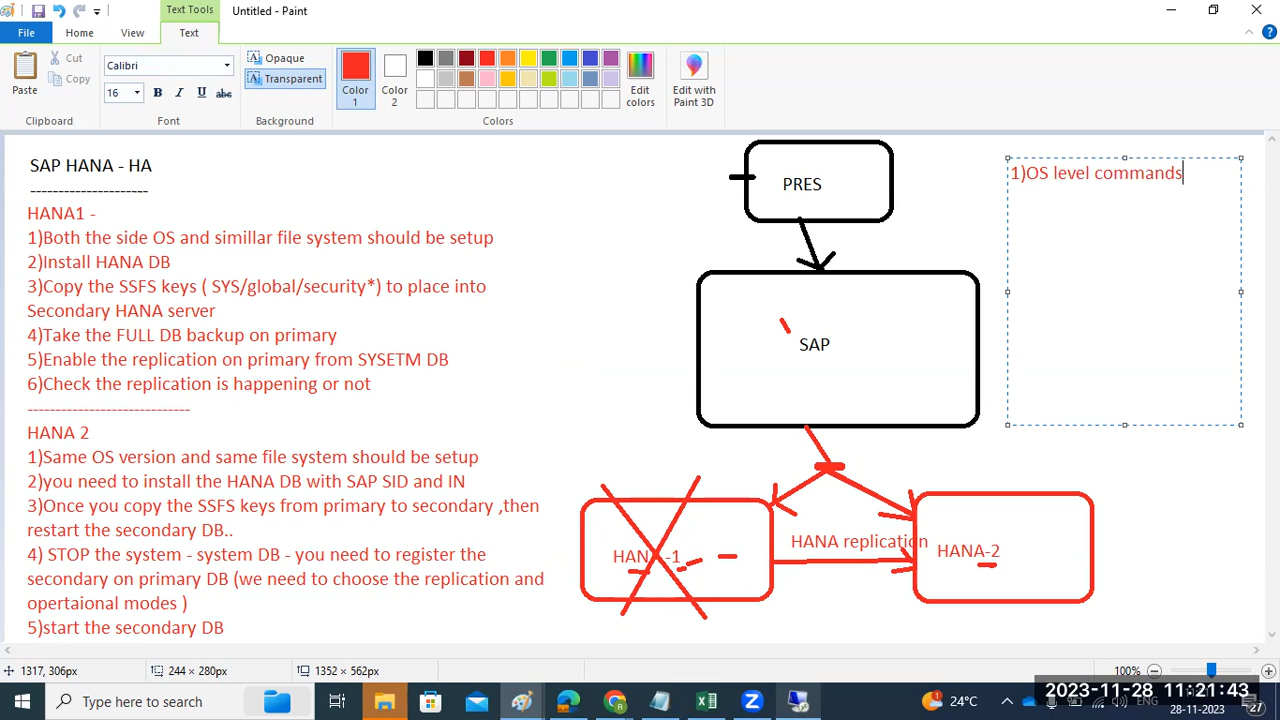 Untitled - Paint
Text Tools
File
Home
View
Text
Paste
Cut
Copy
Clipboard
Calibri
16
B
I
U
abc
Font
Opaque
Transparent
Background
Color
1
Color
2
Edit
colors
Colors
Edit with
Paint 3D
SAP HANA - HA
---------------------
HANA1 -
1)Both the side OS and simillar file system should be setup
2)Install HANA DB
3)Copy the SSFS keys ( SYS/global/security*) to place into
Secondary HANA server
4)Take the FULL DB backup on primary
5)Enable the replication on primary from SYSETM DB
6)Check the replication is happening or not
-----------------------------
HANA 2
1)Same OS version and same file system should be setup
2)you need to install the HANA DB with SAP SID and IN
3)Once you copy the SSFS keys from primary to secondary ,then
restart the secondary DB..
4) STOP the system - system DB - you need to register the
secondary on primary DB (we need to choose the replication and
opertaional modes )
5)start the secondary DB
PRES
SAP
HANA-1
HANA replication
HANA-2
1)OS level commands
1317, 306px
244 × 280px
1352 × 562px
100%
Type here to search
24°C
ENG
2023-11-28 11:21:43
28-11-2023
27